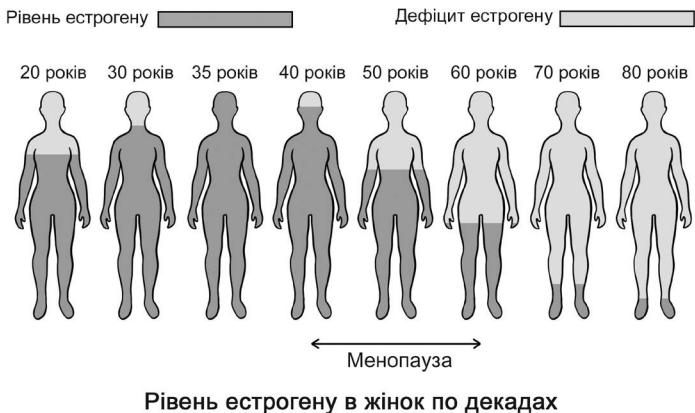 Рівень естрогену
Дефіцит естрогену
20 років 30 років 35 років 40 років 50 років 60 років 70 років 80 років
Менопауза
Рівень естрогену в жінок по декадах